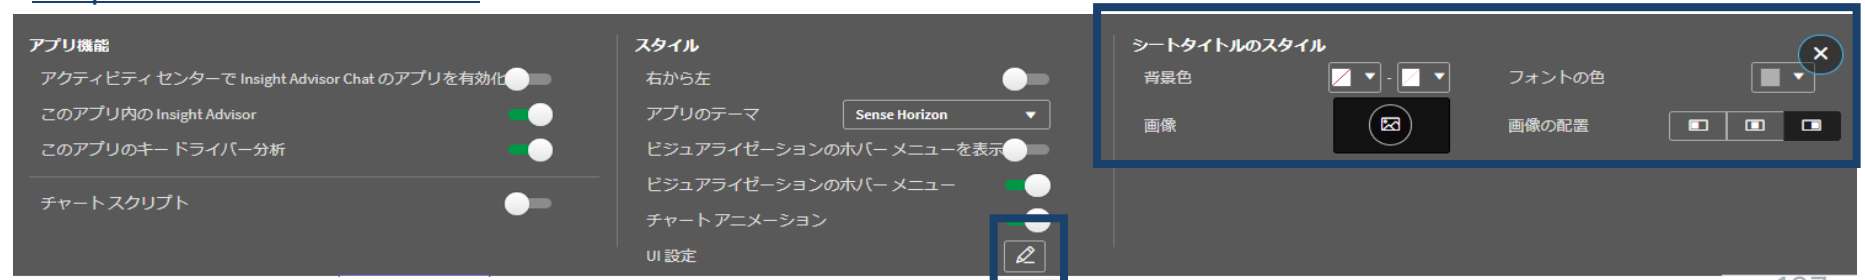 アプリ機能
アクティビティ センターで Insight Advisor Chat のアプリを有効化
このアプリ内の Insight Advisor
このアプリのキー ドライバー分析
チャート スクリプト
スタイル
右から左
アプリのテーマ
Sense Horizon
ビジュアライゼーションのホバー メニューを表示
ビジュアライゼーションのホバー メニュー
チャート アニメーション
UI 設定
シートタイトルのスタイル
背景色
-
フォントの色
画像
画像の配置